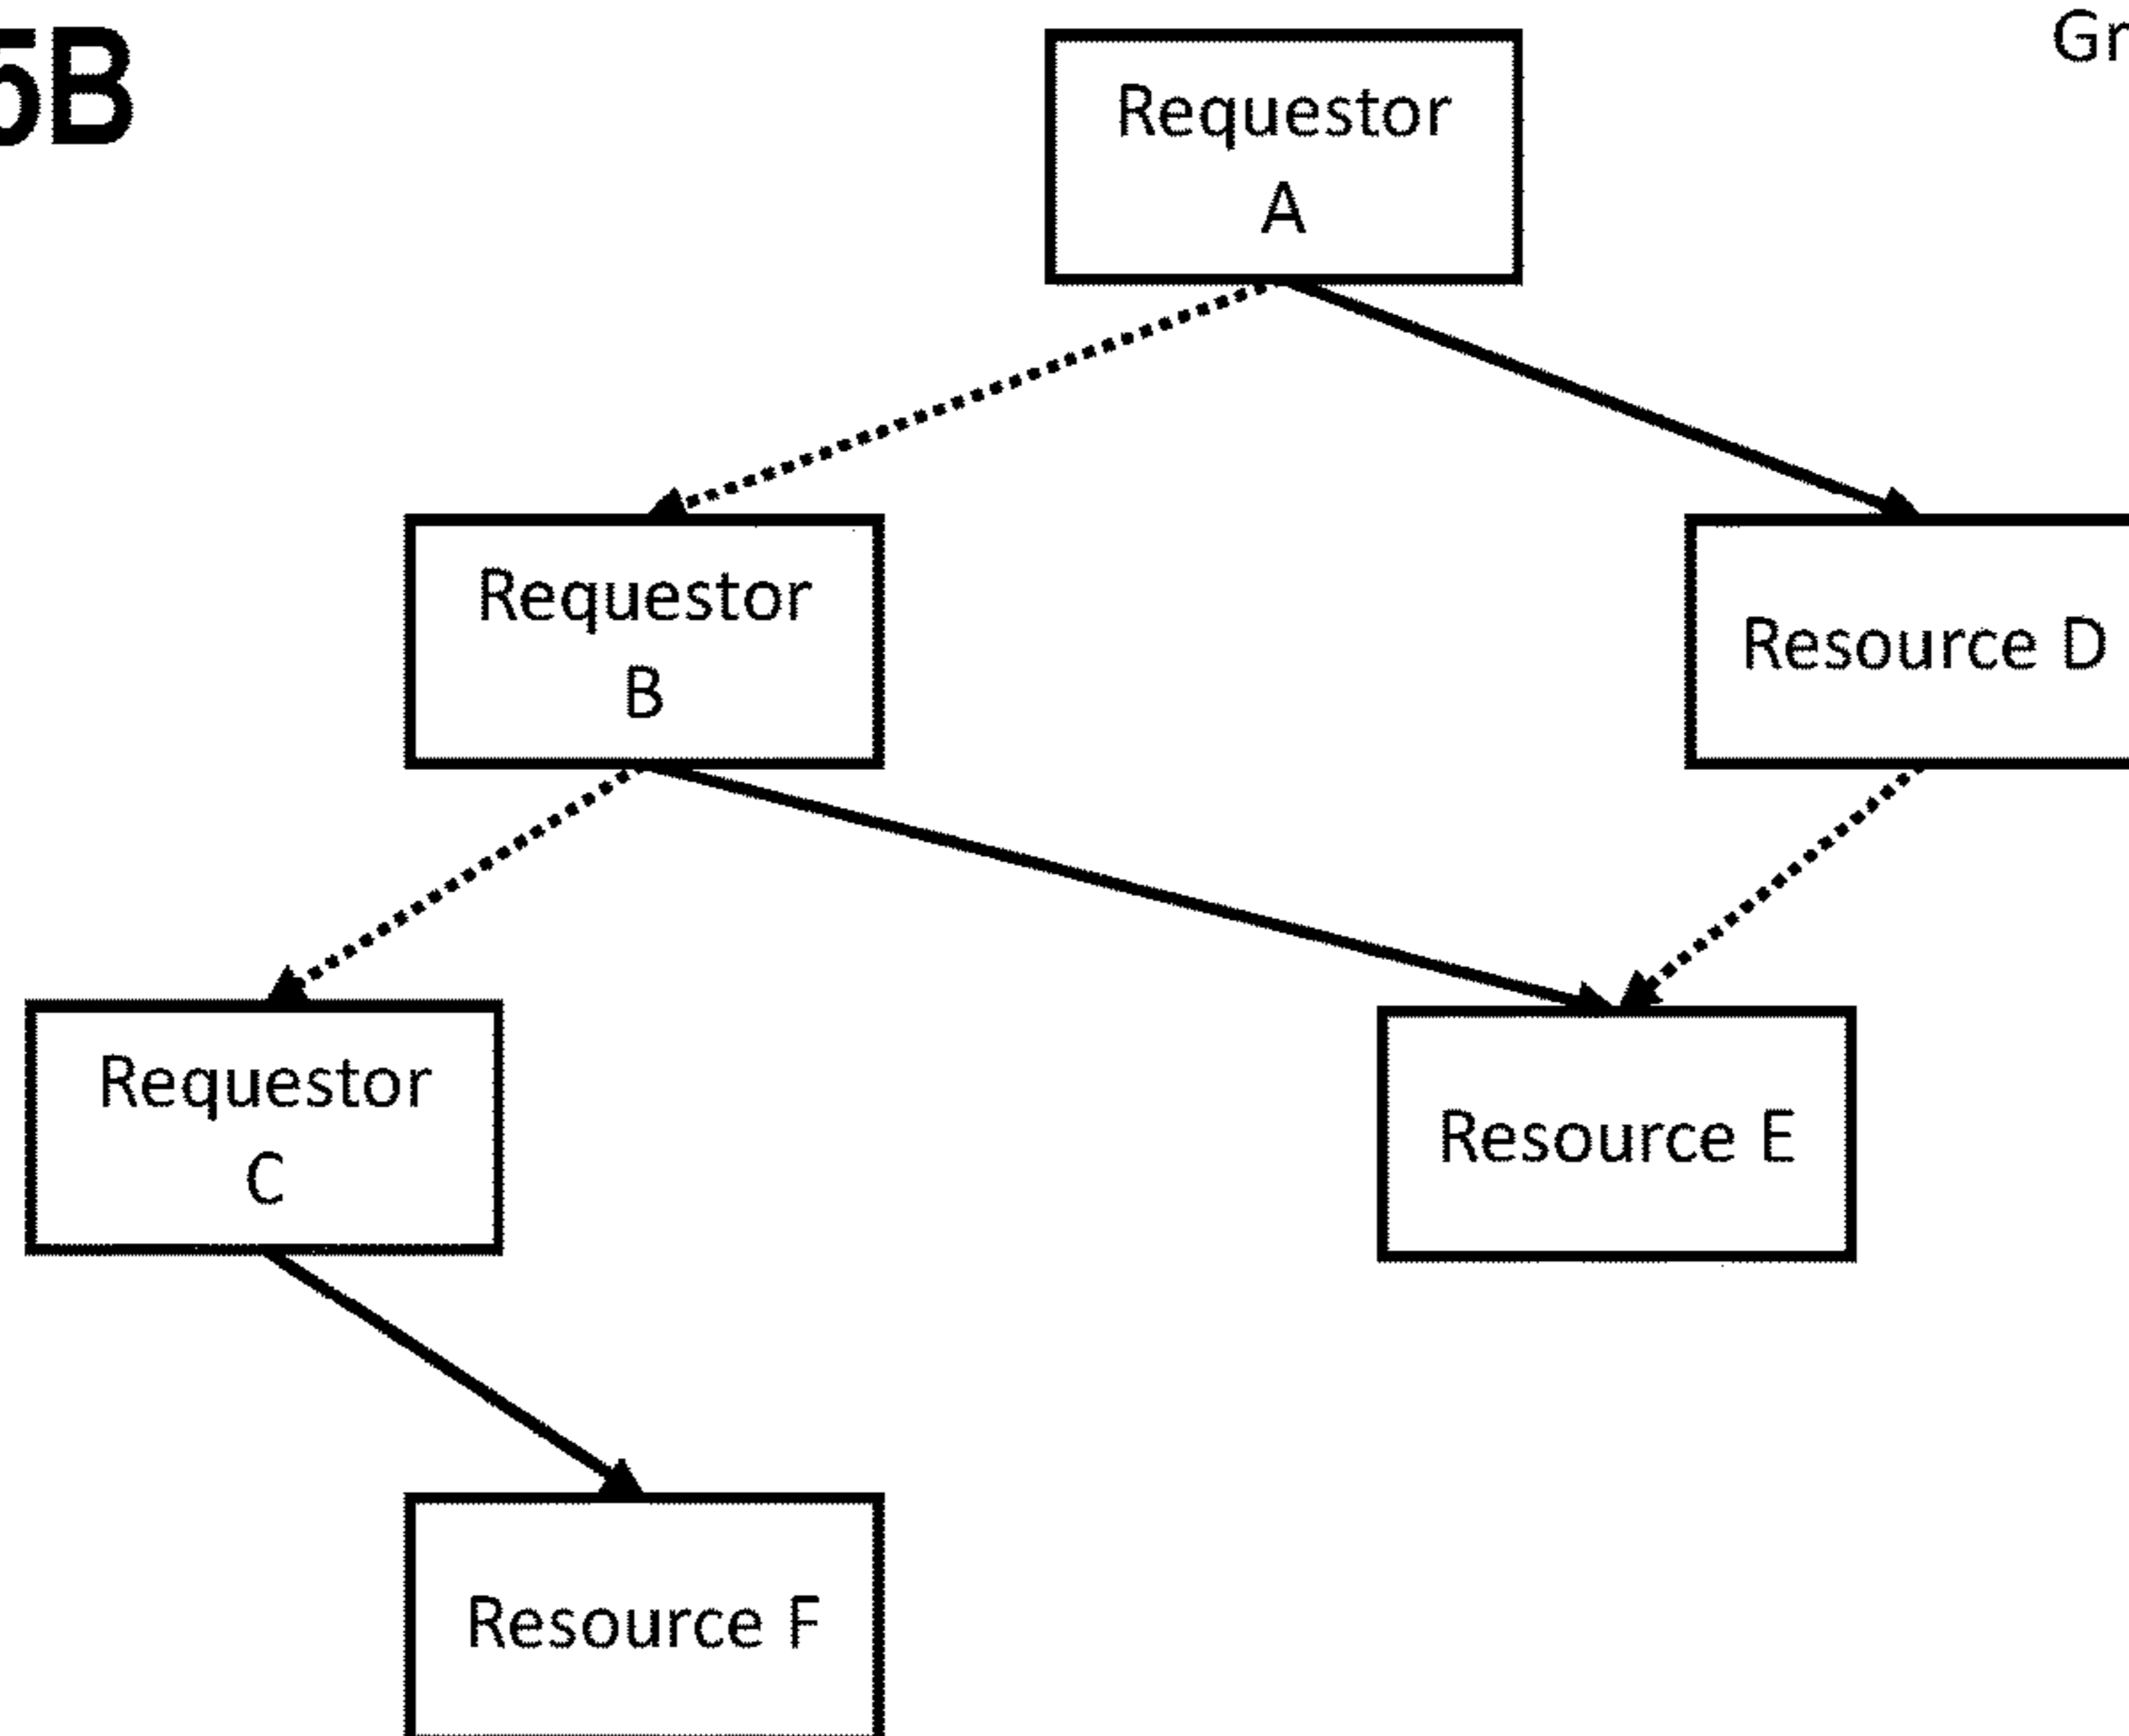 5B
Gr
Requestor
A
Requestor
B
Resource D
Requestor
C
Resource E
Resource F